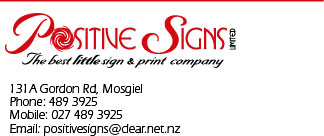 POSITIVE SIGNS LIMITED
The best little sign & print company
131A Gordon Rd, Mosgiel
Phone: 489 3925
Mobile: 027 489 3925
Email: positivesigns@clear.net.nz